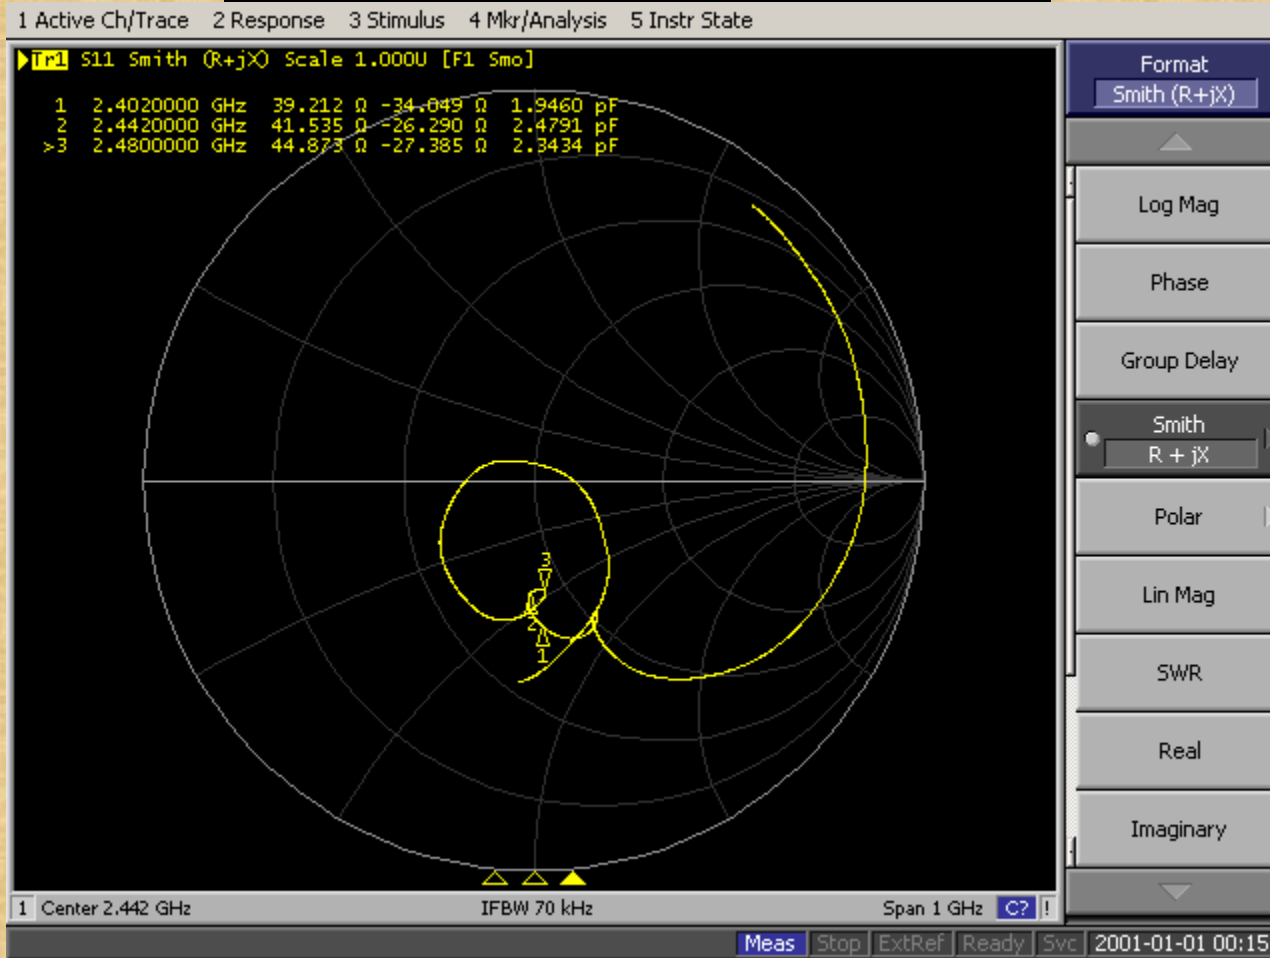 1 Active Ch/Trace 2 Response 3 Stimulus 4 Mkr/Analysis 5 Instr State
Tr1 S11 Smith (R+jX) Scale 1.000U [F1 Smo]
1 2.4020000 GHz 39.212 Ω -34.049 Ω 1.9460 pF
2 2.4420000 GHz 41.535 Ω -26.290 Ω 2.4791 pF
>3 2.4800000 GHz 44.873 Ω -27.385 Ω 2.3434 pF
3
2
1
1 Center 2.442 GHz IFBW 70 kHz Span 1 GHz C? !
Format
Smith (R+jX)
Log Mag
Phase
Group Delay
Smith
R + jX
Polar
Lin Mag
SWR
Real
Imaginary
Meas Stop ExtRef Ready Svc 2001-01-01 00:15